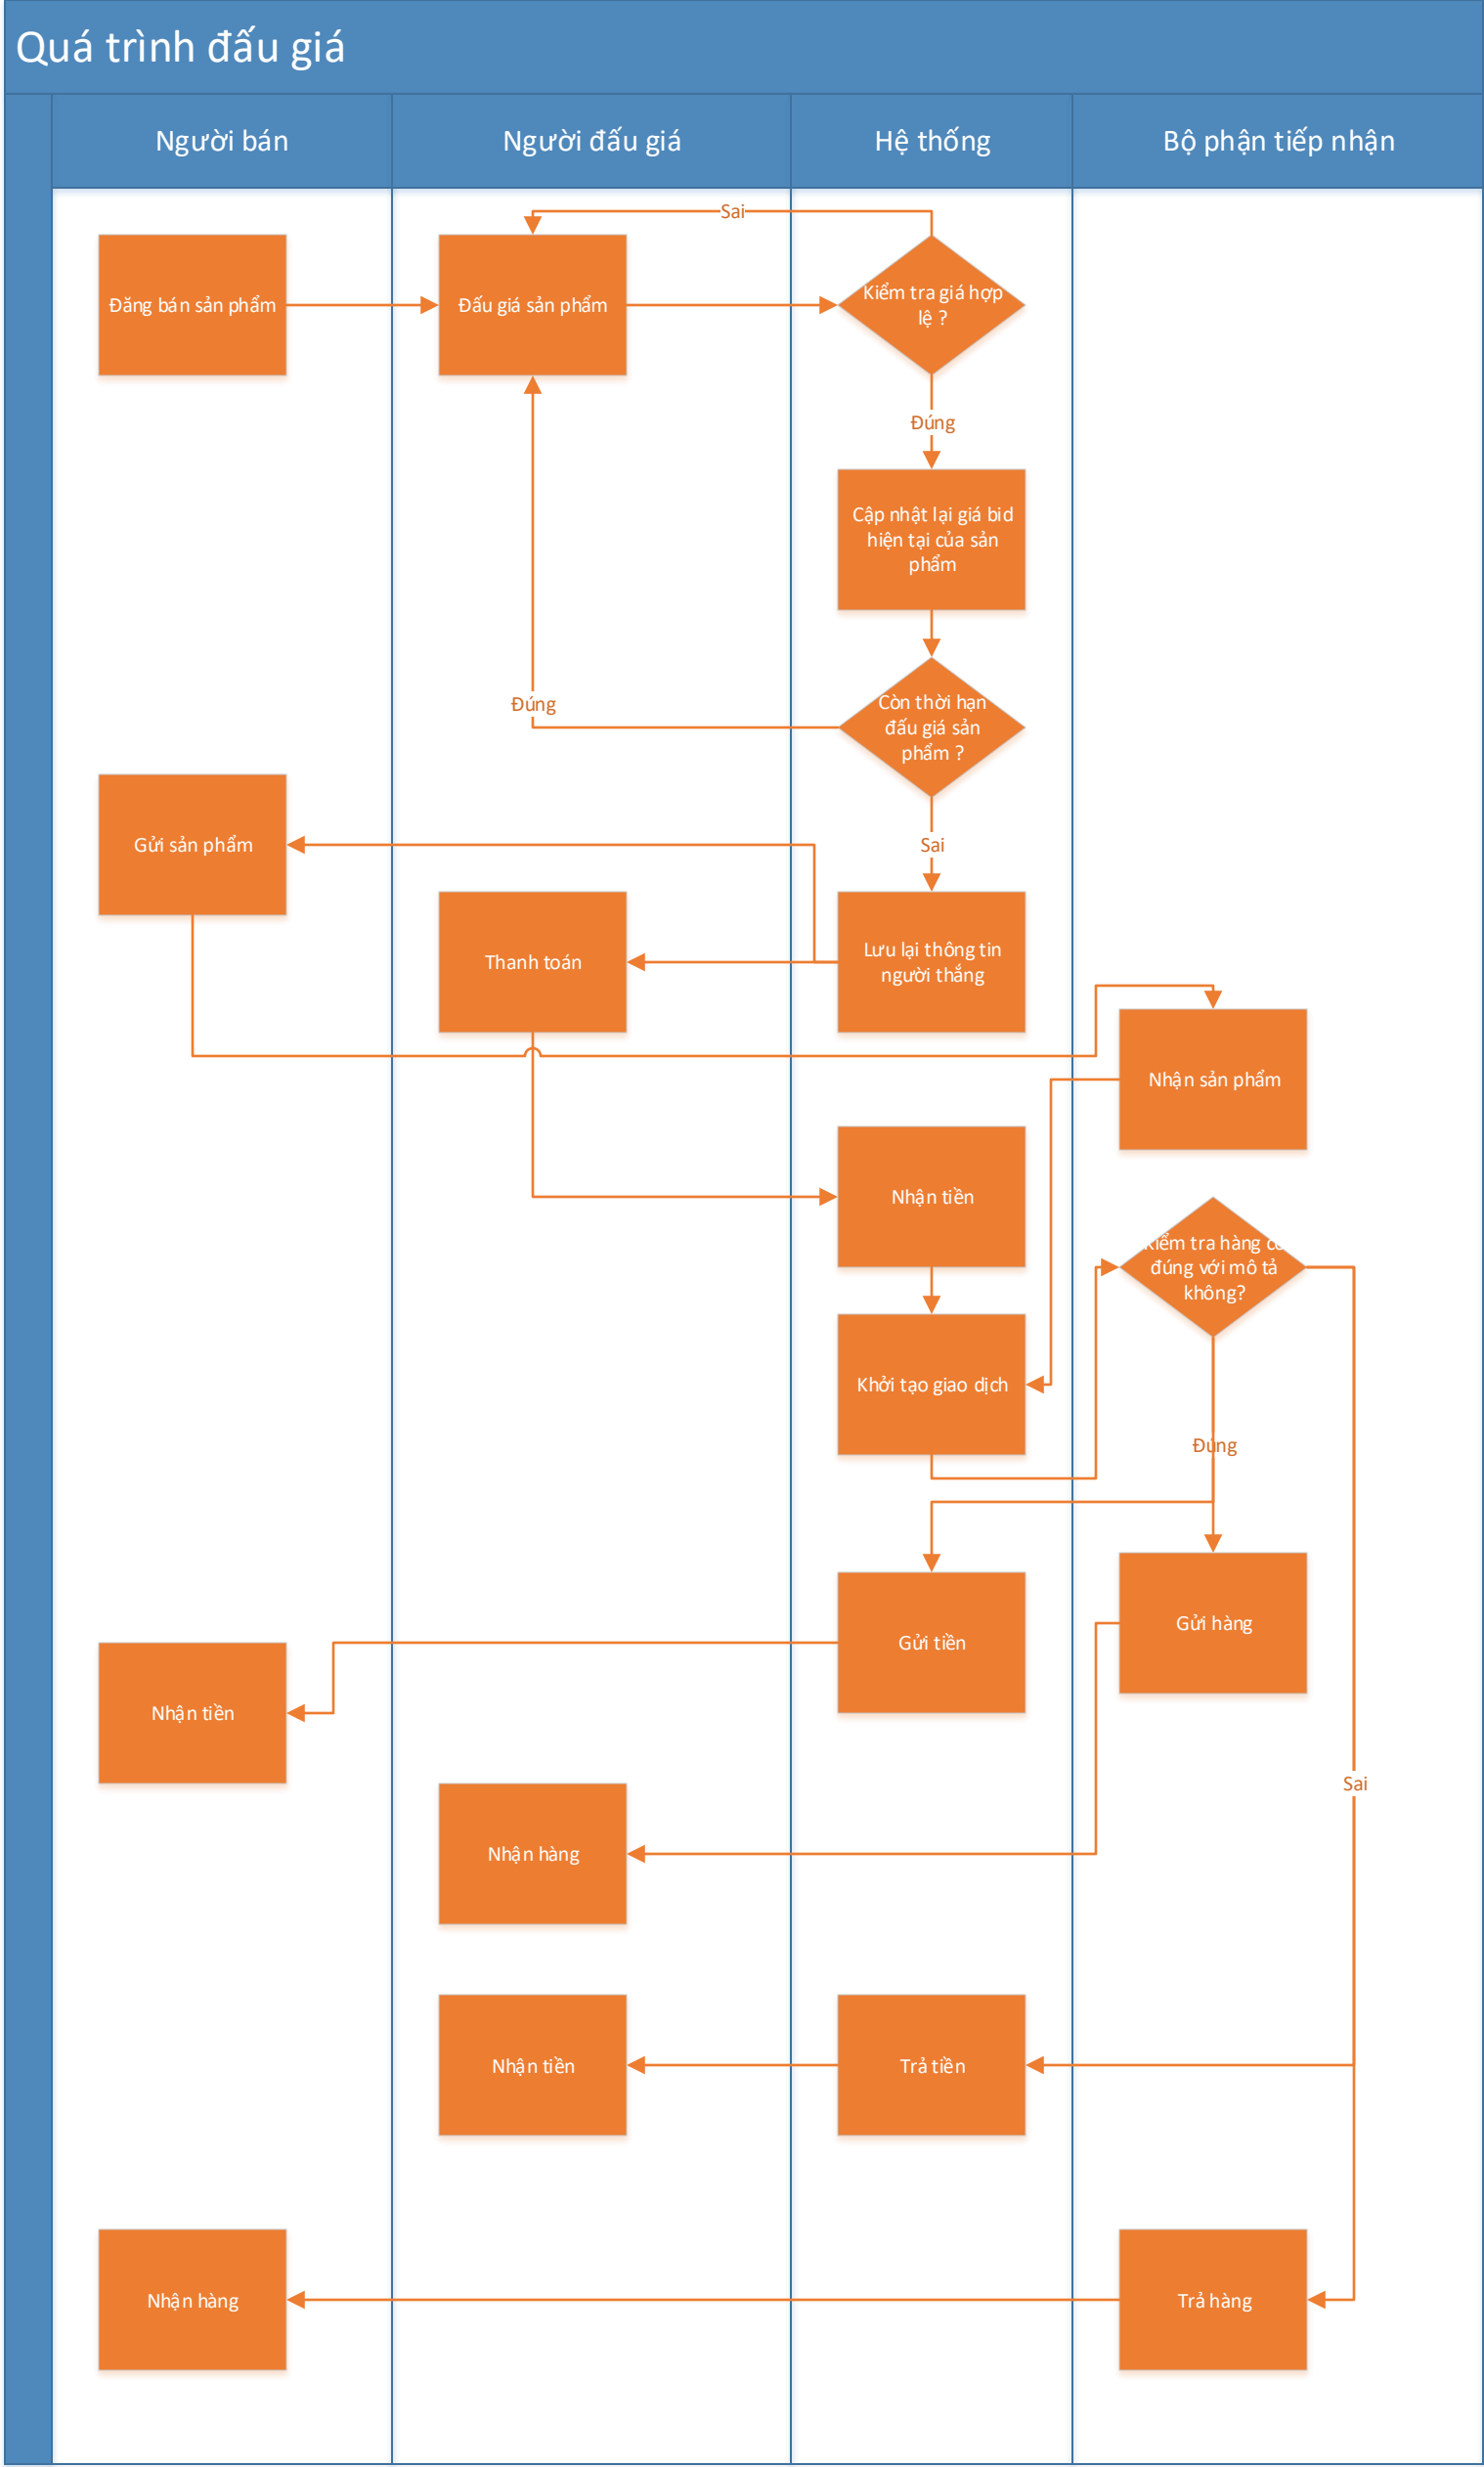 Quá trình đấu giá
Người bán
Người đấu giá
Hệ thống
Bộ phận tiếp nhận
Sai
Đăng bán sản phẩm
Đấu giá sản phẩm
Kiểm tra giá hợp
lệ ?
Đúng
Cập nhật lại giá bid
hiện tại của sản
phẩm
Còn thời hạn
đấu giá sản
phẩm ?
Đúng
Gửi sản phẩm
Sai
Thanh toán
Lưu lại thông tin
người thắng
Nhận sản phẩm
Nhận tiền
Kiểm tra hàng có
đúng với mô tả
không?
Khởi tạo giao dịch
Đúng
Gửi hàng
Gửi tiền
Nhận tiền
Sai
Nhận hàng
Nhận tiền
Trả tiền
Nhận hàng
Trả hàng